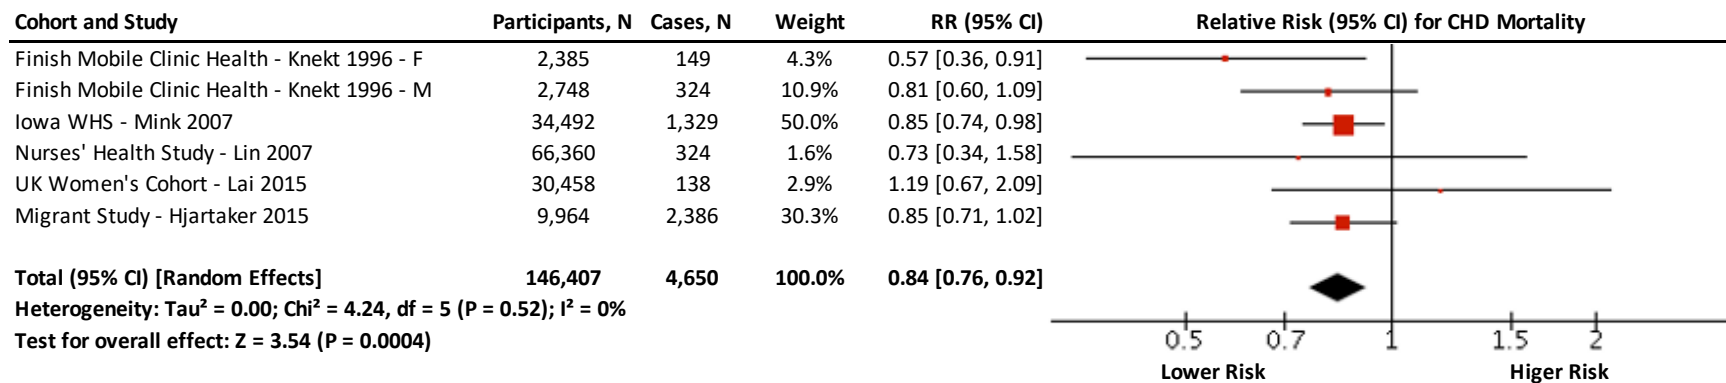 Cohort and Study Participants, N Cases, N Weight RR (95% CI) Relative Risk (95% CI) for CHD Mortality
Finish Mobile Clinic Health - Knekt 1996 - F 2,385 149 4.3% 0.57 [0.36, 0.91]
Finish Mobile Clinic Health - Knekt 1996 - M 2,748 324 10.9% 0.81 [0.60, 1.09]
Iowa WHS - Mink 2007 34,492 1,329 50.0% 0.85 [0.74, 0.98]
Nurses' Health Study - Lin 2007 66,360 324 1.6% 0.73 [0.34, 1.58]
UK Women's Cohort - Lai 2015 30,458 138 2.9% 1.19 [0.67, 2.09]
Migrant Study - Hjartaker 2015 9,964 2,386 30.3% 0.85 [0.71, 1.02]
Total (95% CI) [Random Effects] 146,407 4,650 100.0% 0.84 [0.76, 0.92]
Heterogeneity: Tau² = 0.00; Chi² = 4.24, df = 5 (P = 0.52); I² = 0%
Test for overall effect: Z = 3.54 (P = 0.0004)
0.5 0.7 1 1.5 2
Lower Risk Higer Risk